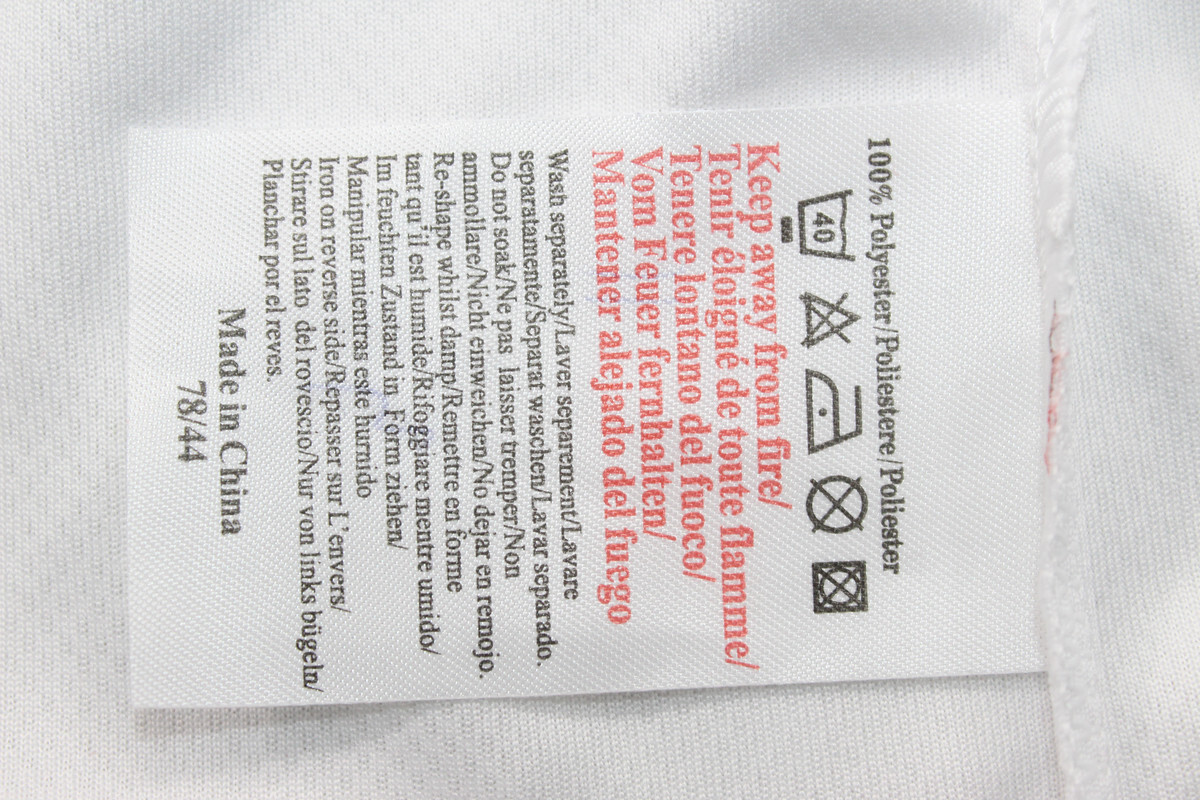 100% Polyester/Poliestere/Poliester
40
Keep away from fire/
Tenir éloigné de toute flamme/
Tenere lontano del fuoco/
Vom Feuer fernhalten/
Mantener alejado del fuego
Wash separately/Laver separement/Lavare
separatamente/Separat waschen/Lavar separado.
Do not soak/Ne pas laisser tremper/Non
ammollare/Nicht einweichen/No dejar en remojo.
Re-shape whilst damp/Remettre en forme
tant qu'il est humide/Rifoggiare mentre umido/
Im feuchten Zustand in Form ziehen/
Manipular mientras este humido
Iron on reverse side/Repasser sur L'envers/
Stirare sul lato del rovescio/Nur von links bügeln/
Planchar por el reves.
Made in China
78/44